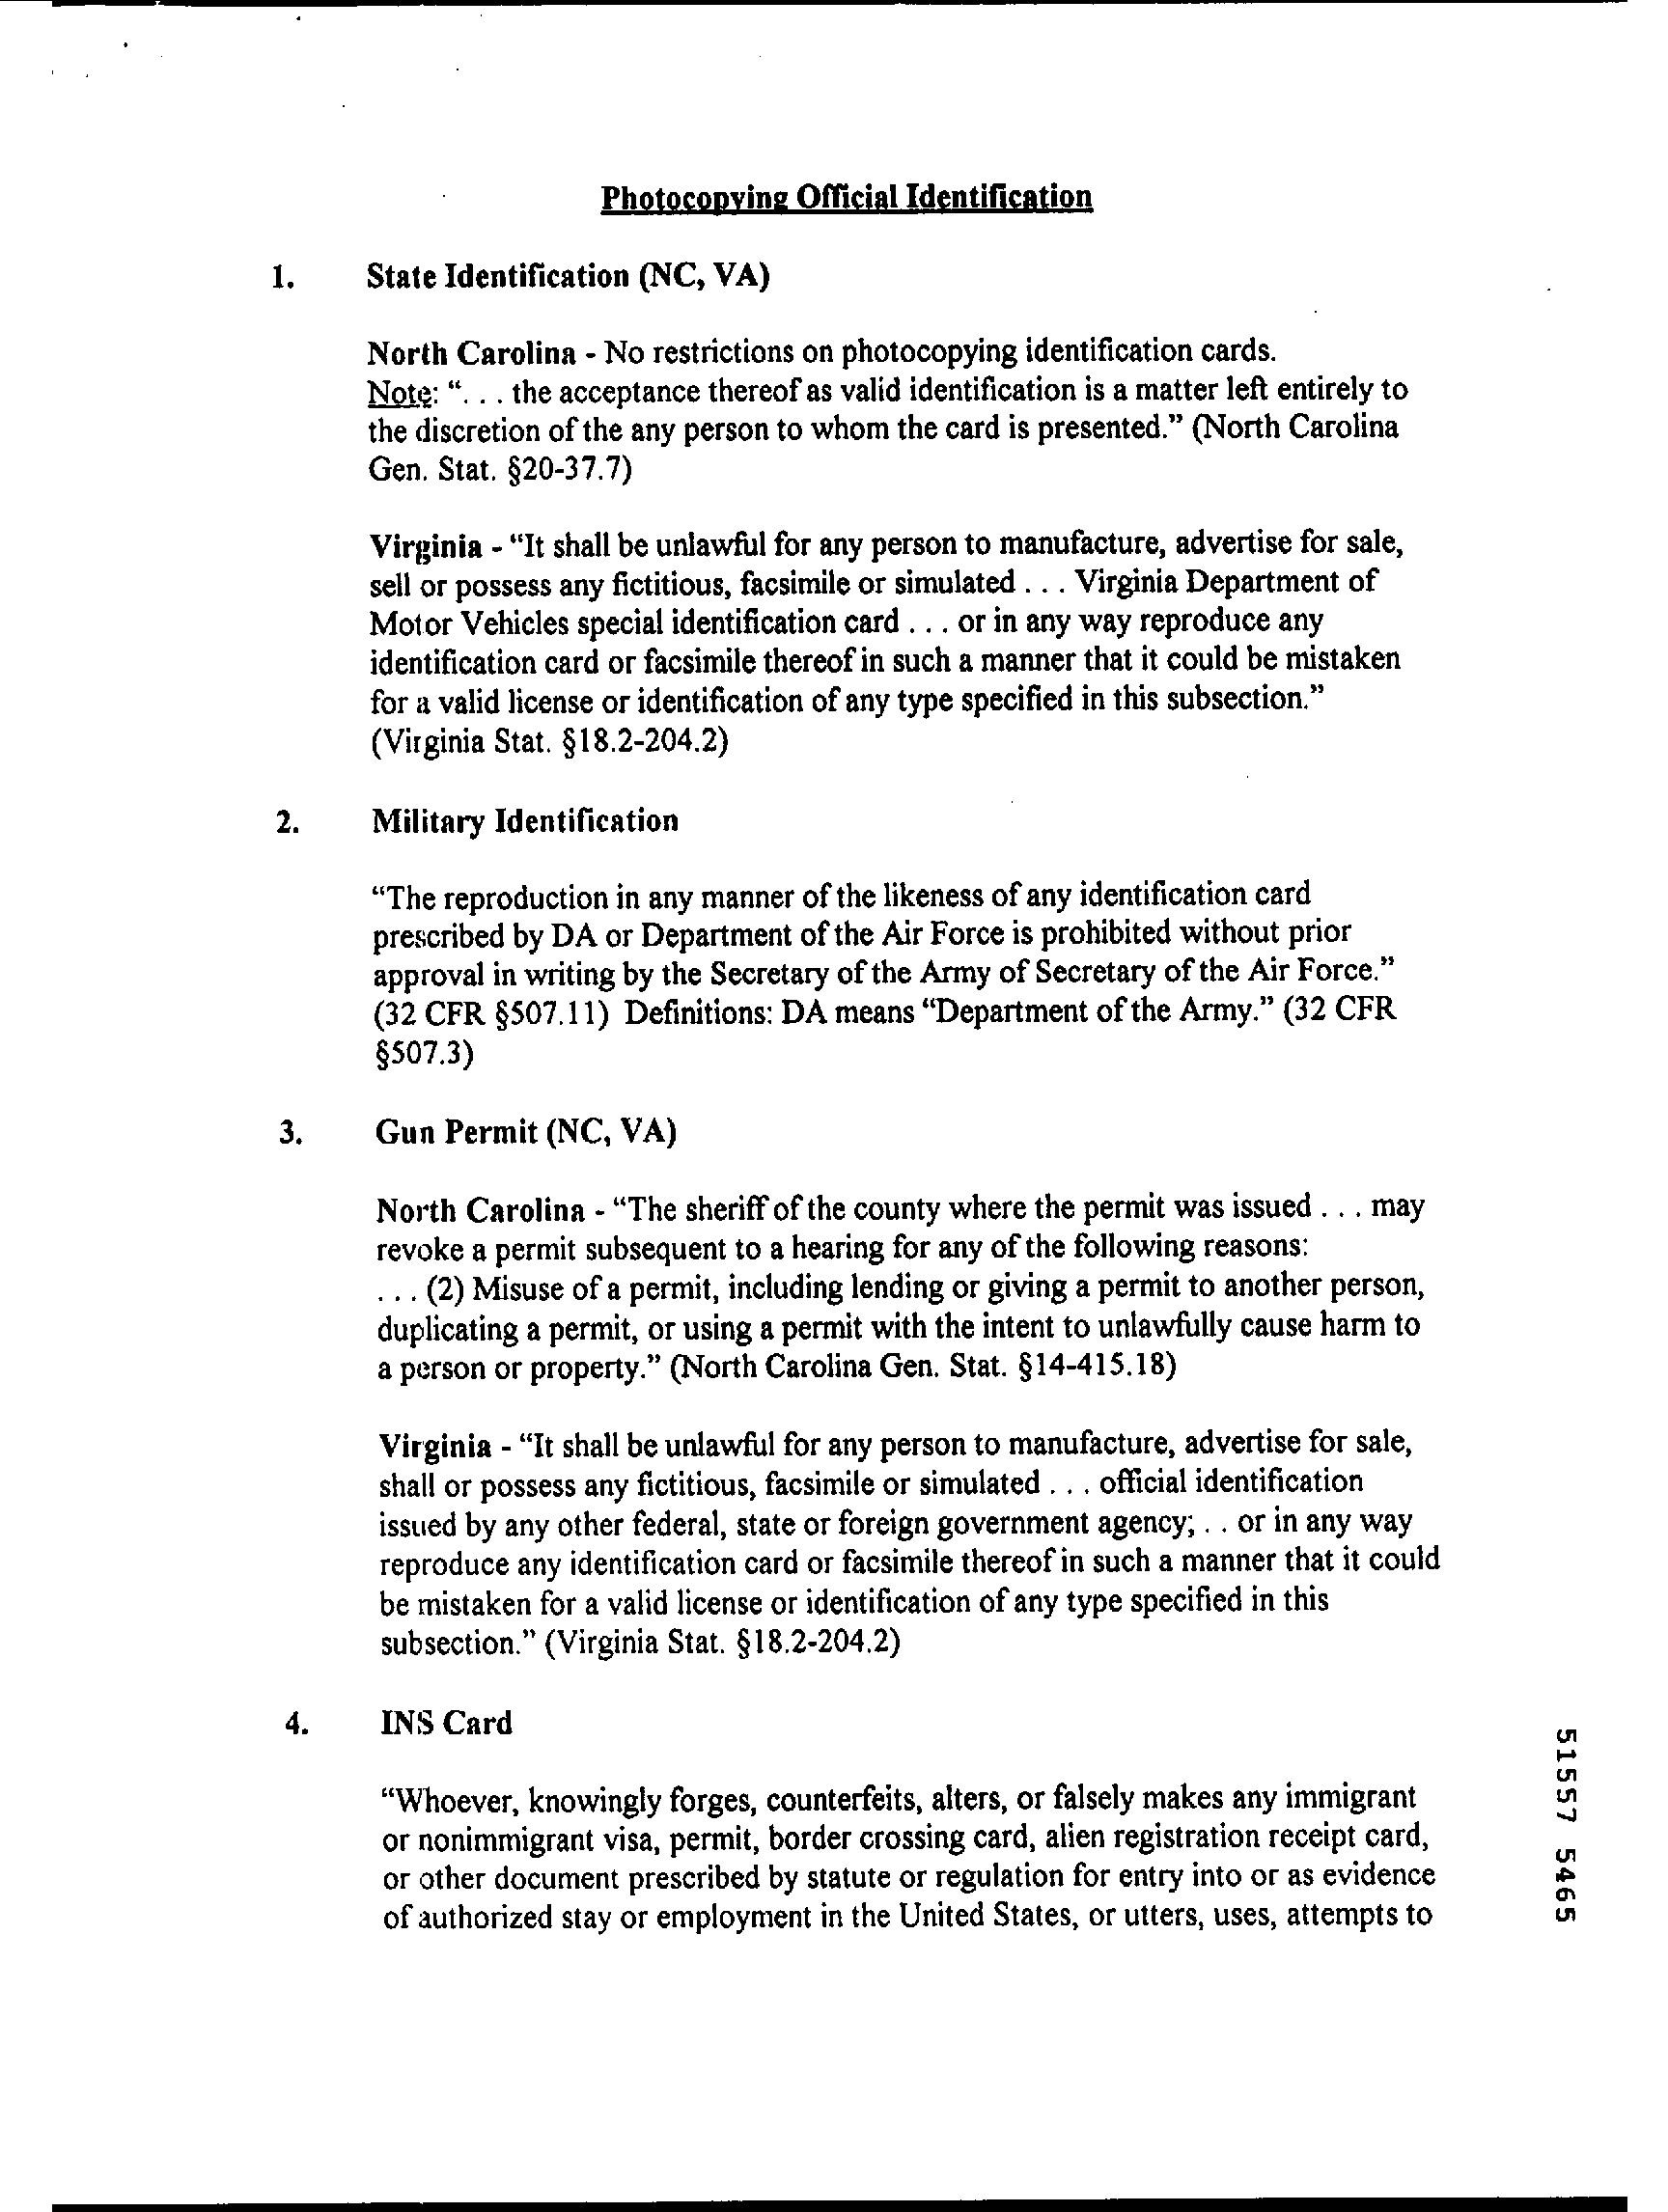 Photocopying Official Identification
1. State Identification (NC, VA)
North Carolina - No restrictions on photocopying identification cards.
Note: “. . . the acceptance thereof as valid identification is a matter left entirely to
the discretion of the any person to whom the card is presented.” (North Carolina
Gen. Stat. §20-37.7)
Virginia - “It shall be unlawful for any person to manufacture, advertise for sale,
sell or possess any fictitious, facsimile or simulated . . . Virginia Department of
Motor Vehicles special identification card . . . or in any way reproduce any
identification card or facsimile thereof in such a manner that it could be mistaken
for a valid license or identification of any type specified in this subsection.”
(Virginia Stat. §18.2-204.2)
2. Military Identification
“The reproduction in any manner of the likeness of any identification card
prescribed by DA or Department of the Air Force is prohibited without prior
approval in writing by the Secretary of the Army of Secretary of the Air Force.”
(32 CFR §507.11) Definitions: DA means “Department of the Army.” (32 CFR
§507.3)
3. Gun Permit (NC, VA)
North Carolina - “The sheriff of the county where the permit was issued . . . may
revoke a permit subsequent to a hearing for any of the following reasons:
. . . (2) Misuse of a permit, including lending or giving a permit to another person,
duplicating a permit, or using a permit with the intent to unlawfully cause harm to
a person or property.” (North Carolina Gen. Stat. §14-415.18)
Virginia - “It shall be unlawful for any person to manufacture, advertise for sale,
shall or possess any fictitious, facsimile or simulated . . . official identification
issued by any other federal, state or foreign government agency; . . or in any way
reproduce any identification card or facsimile thereof in such a manner that it could
be mistaken for a valid license or identification of any type specified in this
subsection.” (Virginia Stat. §18.2-204.2)
4. INS Card
“Whoever, knowingly forges, counterfeits, alters, or falsely makes any immigrant
or nonimmigrant visa, permit, border crossing card, alien registration receipt card,
or other document prescribed by statute or regulation for entry into or as evidence
of authorized stay or employment in the United States, or utters, uses, attempts to
51557 5465